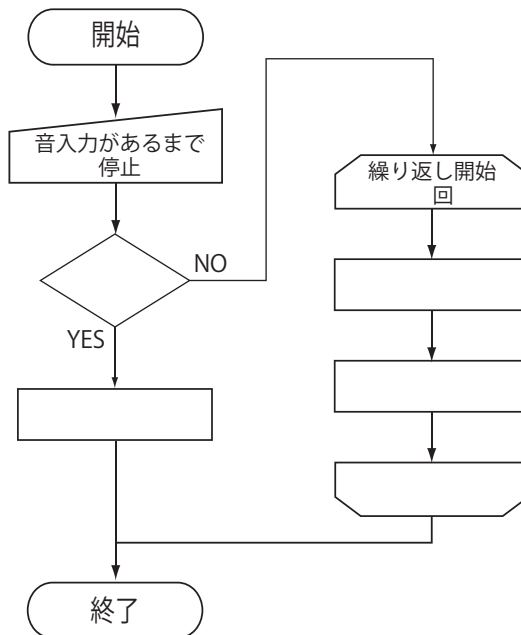 開始
音入力があるまで
停止
NO
YES
繰り返し開始
回
終了